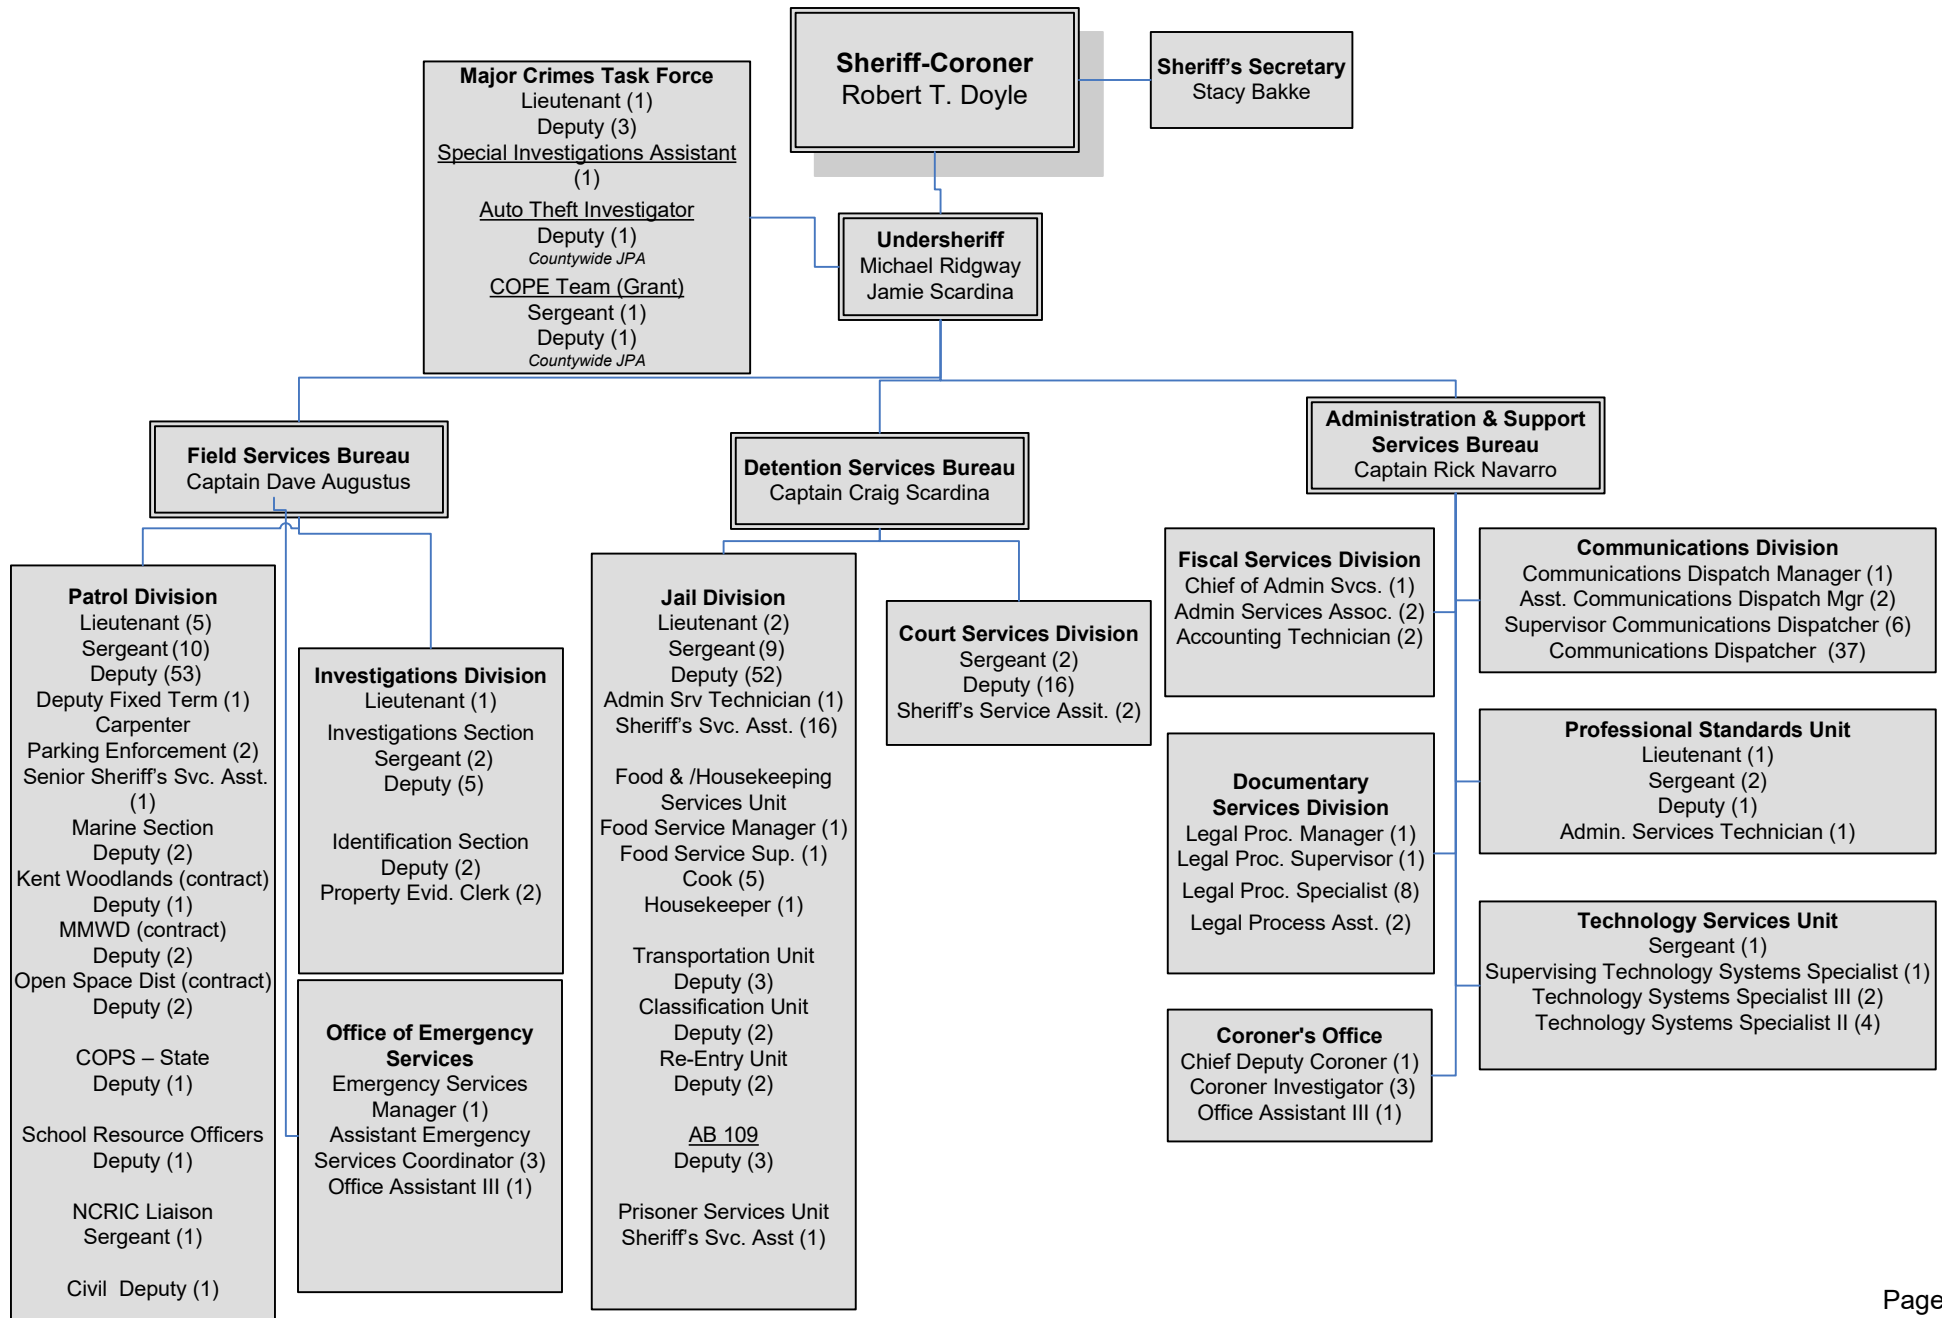 Sheriff-Coroner
Robert T. Doyle
Sheriff's Secretary
Stacy Bakke
Major Crimes Task Force
Lieutenant (1)
Deputy (3)
Special Investigations Assistant
(1)
Auto Theft Investigator
Deputy (1)
Countywide JPA
COPE Team (Grant)
Sergeant (1)
Deputy (1)
Countywide JPA
Undersheriff
Michael Ridgway
Jamie Scardina
Field Services Bureau
Captain Dave Augustus
Detention Services Bureau
Captain Craig Scardina
Administration & Support
Services Bureau
Captain Rick Navarro
Patrol Division
Lieutenant (5)
Sergeant (10)
Deputy (53)
Deputy Fixed Term (1)
Carpenter
Parking Enforcement (2)
Senior Sheriff's Svc. Asst.
(1)
Marine Section
Deputy (2)
Kent Woodlands (contract)
Deputy (1)
MMWD (contract)
Deputy (2)
Open Space Dist (contract)
Deputy (2)
COPS – State
Deputy (1)
School Resource Officers
Deputy (1)
NCRIC Liaison
Sergeant (1)
Civil Deputy (1)
Investigations Division
Lieutenant (1)
Investigations Section
Sergeant (2)
Deputy (5)
Identification Section
Deputy (2)
Property Evid. Clerk (2)
Office of Emergency
Services
Emergency Services
Manager (1)
Assistant Emergency
Services Coordinator (3)
Office Assistant III (1)
Jail Division
Lieutenant (2)
Sergeant (9)
Deputy (52)
Admin Srv Technician (1)
Sheriff's Svc. Asst. (16)
Food & /Housekeeping
Services Unit
Food Service Manager (1)
Food Service Sup. (1)
Cook (5)
Housekeeper (1)
Transportation Unit
Deputy (3)
Classification Unit
Deputy (2)
Re-Entry Unit
Deputy (2)
AB 109
Deputy (3)
Prisoner Services Unit
Sheriff's Svc. Asst (1)
Court Services Division
Sergeant (2)
Deputy (16)
Sheriff's Service Assit. (2)
Fiscal Services Division
Chief of Admin Svcs. (1)
Admin Services Assoc. (2)
Accounting Technician (2)
Documentary
Services Division
Legal Proc. Manager (1)
Legal Proc. Supervisor (1)
Legal Proc. Specialist (8)
Legal Process Asst. (2)
Coroner's Office
Chief Deputy Coroner (1)
Coroner Investigator (3)
Office Assistant III (1)
Communications Division
Communications Dispatch Manager (1)
Asst. Communications Dispatch Mgr (2)
Supervisor Communications Dispatcher (6)
Communications Dispatcher (37)
Professional Standards Unit
Lieutenant (1)
Sergeant (2)
Deputy (1)
Admin. Services Technician (1)
Technology Services Unit
Sergeant (1)
Supervising Technology Systems Specialist (1)
Technology Systems Specialist III (2)
Technology Systems Specialist II (4)
Page